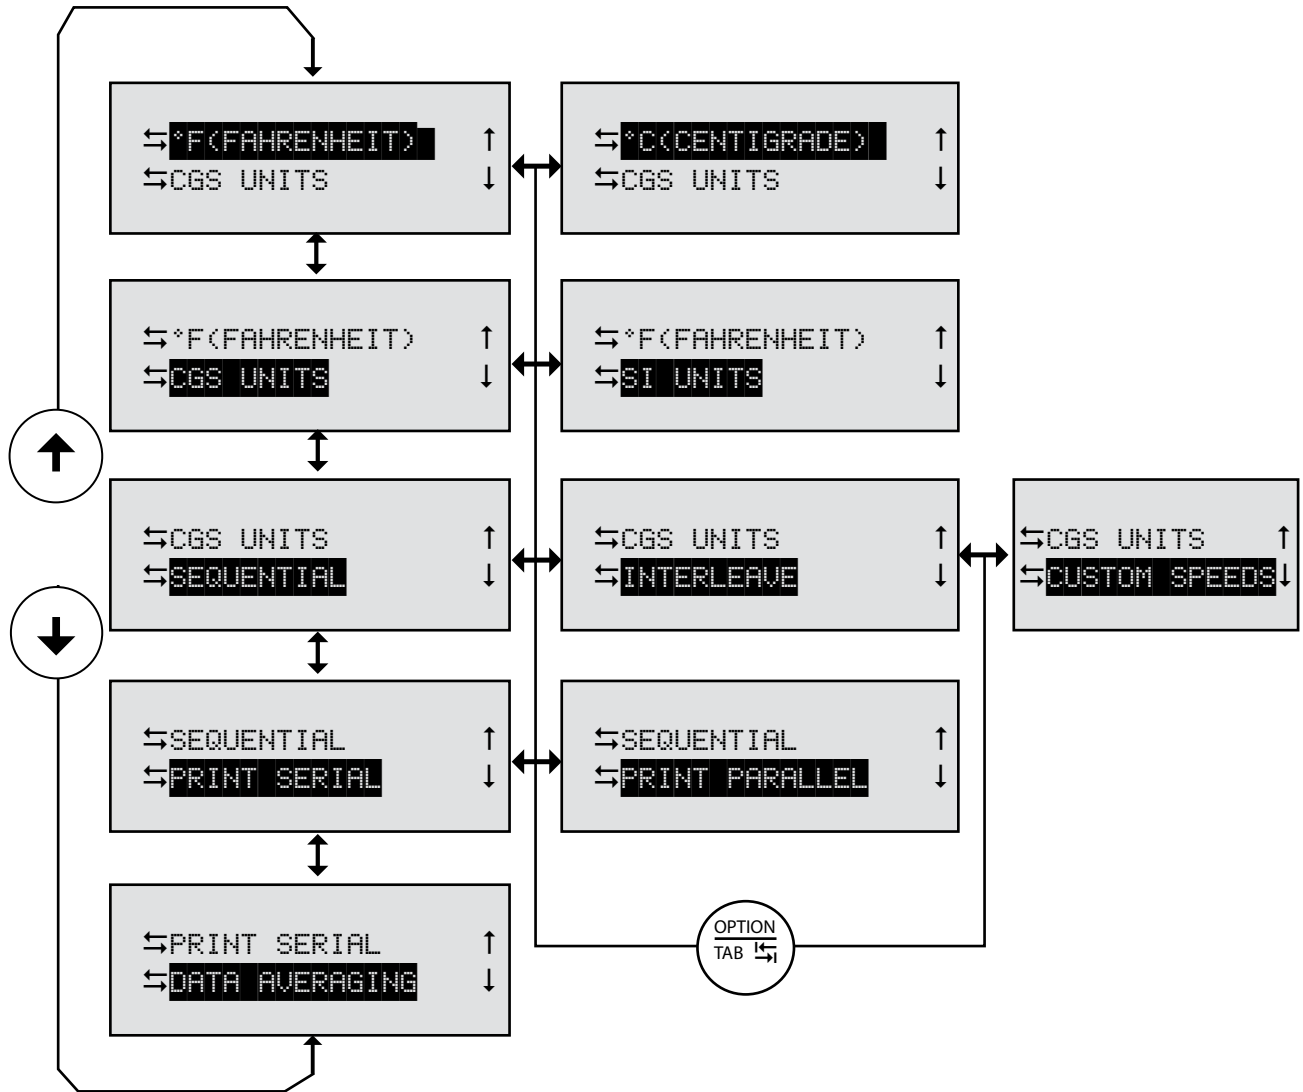 ⇆°F(FAHRENHEIT) ↑
⇆CGS UNITS ↓
⇆°C(CENTIGRADE) ↑
⇆CGS UNITS ↓
⇆°F(FAHRENHEIT) ↑
⇆CGS UNITS ↓
⇆°F(FAHRENHEIT) ↑
⇆SI UNITS ↓
⇆CGS UNITS ↑
⇆SEQUENTIAL ↓
⇆CGS UNITS ↑
⇆INTERLEAVE ↓
⇆CGS UNITS ↑
⇆CUSTOM SPEEDS↓
⇆SEQUENTIAL ↑
⇆PRINT SERIAL ↓
⇆SEQUENTIAL ↑
⇆PRINT PARALLEL ↓
⇆PRINT SERIAL ↑
⇆DATA AVERAGING ↓
OPTION
TAB